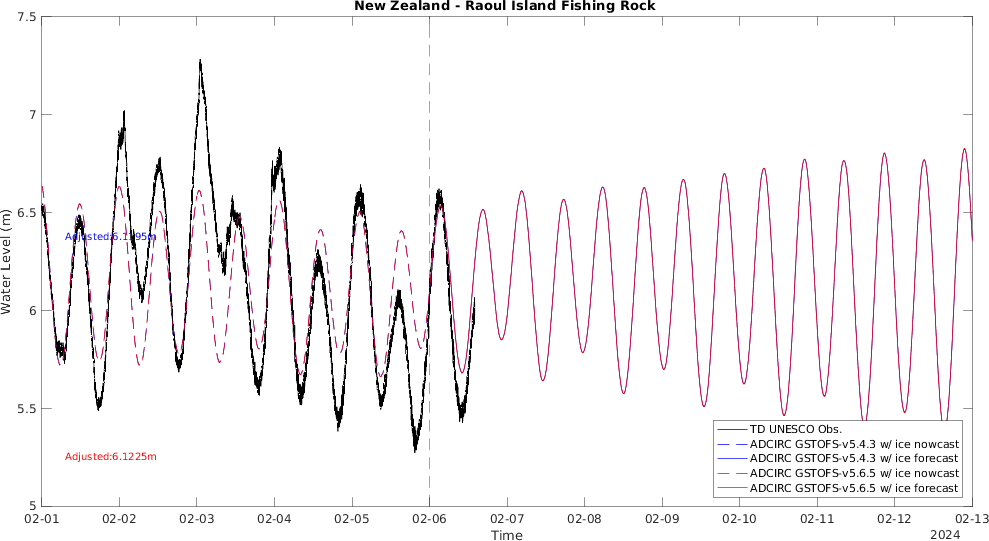 New Zealand - Raoul Island Fishing Rock
Water Level (m)
7.5
7
6.5
6
5.5
5
Adjusted:6.1195m
Adjusted:6.1225m
TD UNESCO Obs.
ADCIRC GSTOFS-v5.4.3 w/ ice nowcast
ADCIRC GSTOFS-v5.4.3 w/ ice forecast
ADCIRC GSTOFS-v5.6.5 w/ ice nowcast
ADCIRC GSTOFS-v5.6.5 w/ ice forecast
02-01 02-02 02-03 02-04 02-05 02-06 02-07 02-08 02-09 02-10 02-11 02-12 02-13
Time
2024